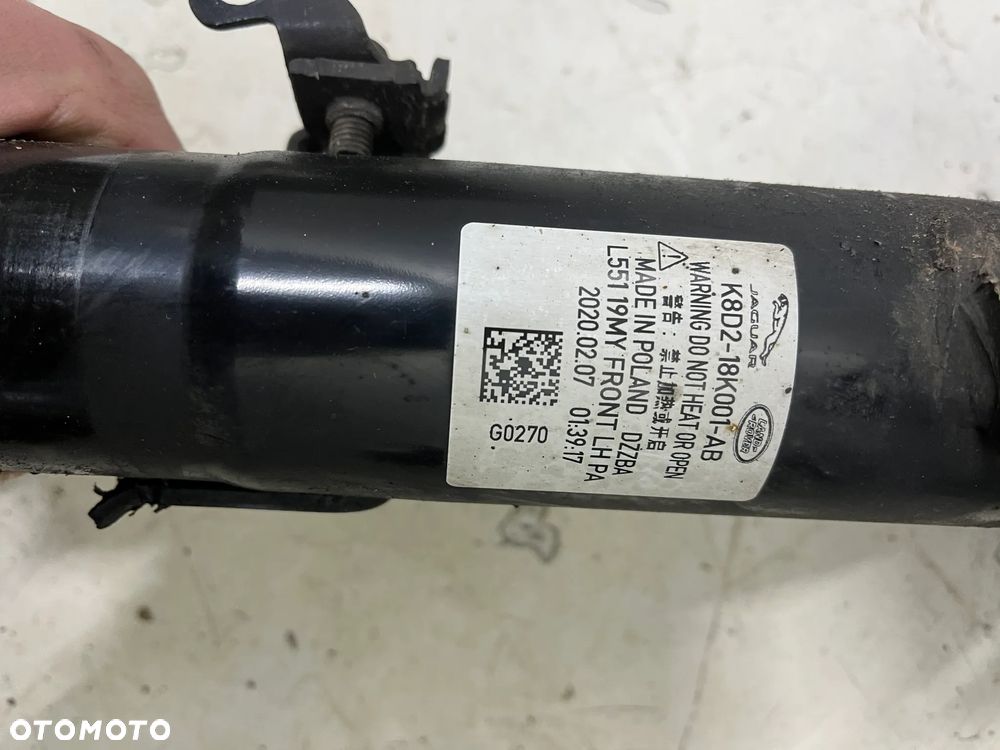 JAGUAR
LAND-
ROVER
K8D2-18K001-AB
WARNING DO NOT HEAT OR OPEN
警告：禁止加热或开启
MADE IN POLAND DZZBA
L551 19MY FRONT LH PA
2020.02.07 01:39:17
G0270
OTOMOTO